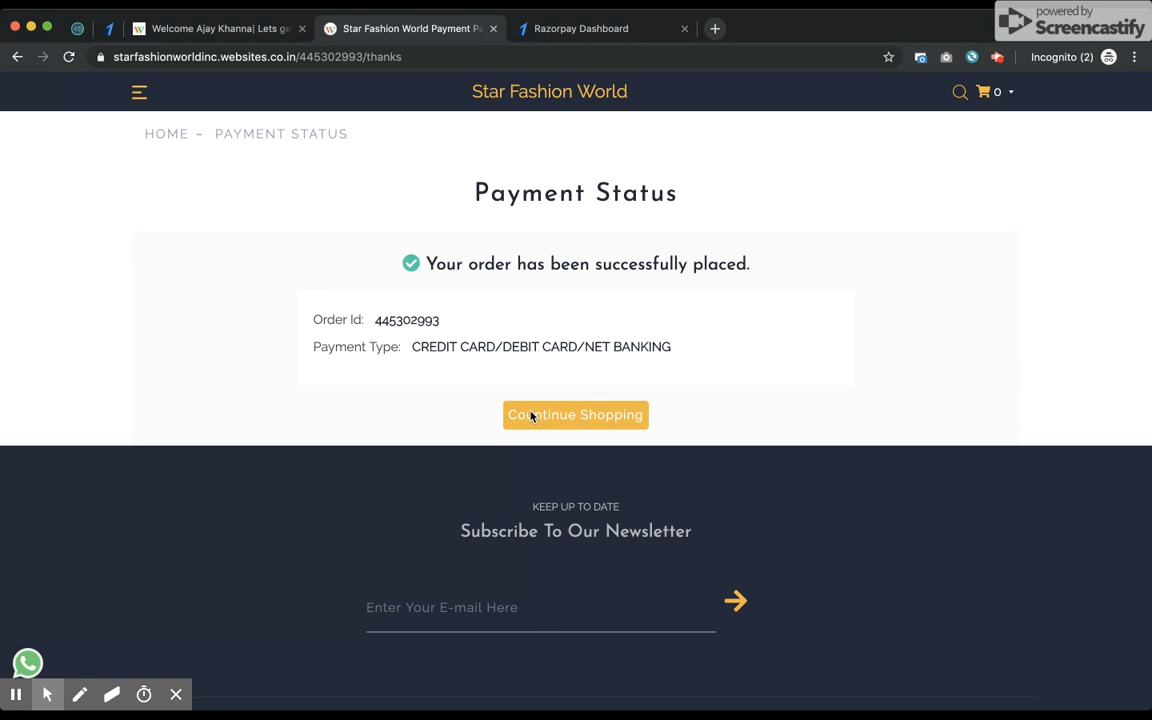 powered by
Screencastify
Welcome Ajay Khanna| Lets ge
Star Fashion World Payment Pa
Razorpay Dashboard
starfashionworldinc.websites.co.in/445302993/thanks
Incognito (2)
Star Fashion World
0
HOME - PAYMENT STATUS
Payment Status
Your order has been successfully placed.
Order Id: 445302993
Payment Type: CREDIT CARD/DEBIT CARD/NET BANKING
Countinue Shopping
KEEP UP TO DATE
Subscribe To Our Newsletter
Enter Your E-mail Here